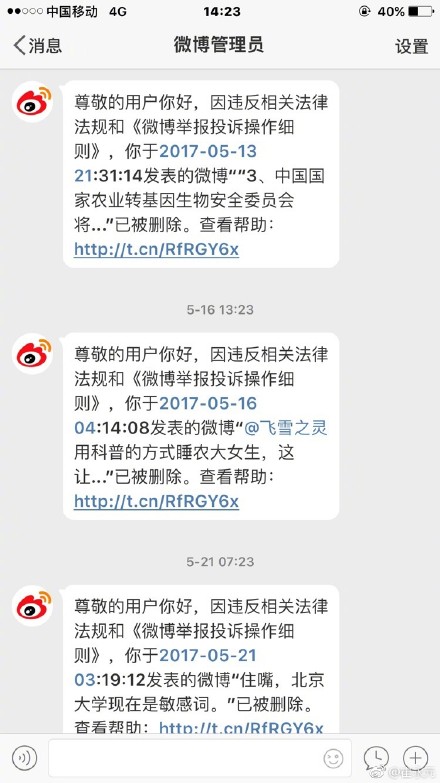 中国移动 4G 14:23 40%
消息 微博管理员 设置
尊敬的用户你好，因违反相关法律
法规和《微博举报投诉操作细
则》，你于2017-05-13
21:31:14发表的微博““3、中国国
家农业转基因生物安全委员会
将...”已被删除。查看帮助：
http://t.cn/RfRGY6x
5-16 13:23
尊敬的用户你好，因违反相关法律
法规和《微博举报投诉操作细
则》，你于2017-05-16
04:14:08发表的微博“@飞雪之灵
用科普的方式睡农大女生，这
让...”已被删除。查看帮助：
http://t.cn/RfRGY6x
5-21 07:23
尊敬的用户你好，因违反相关法律
法规和《微博举报投诉操作细
则》，你于2017-05-21
03:19:12发表的微博“住嘴，北京
大学现在是敏感词。”已被删除。
查看帮助：http://t.cn/RfRGY6x